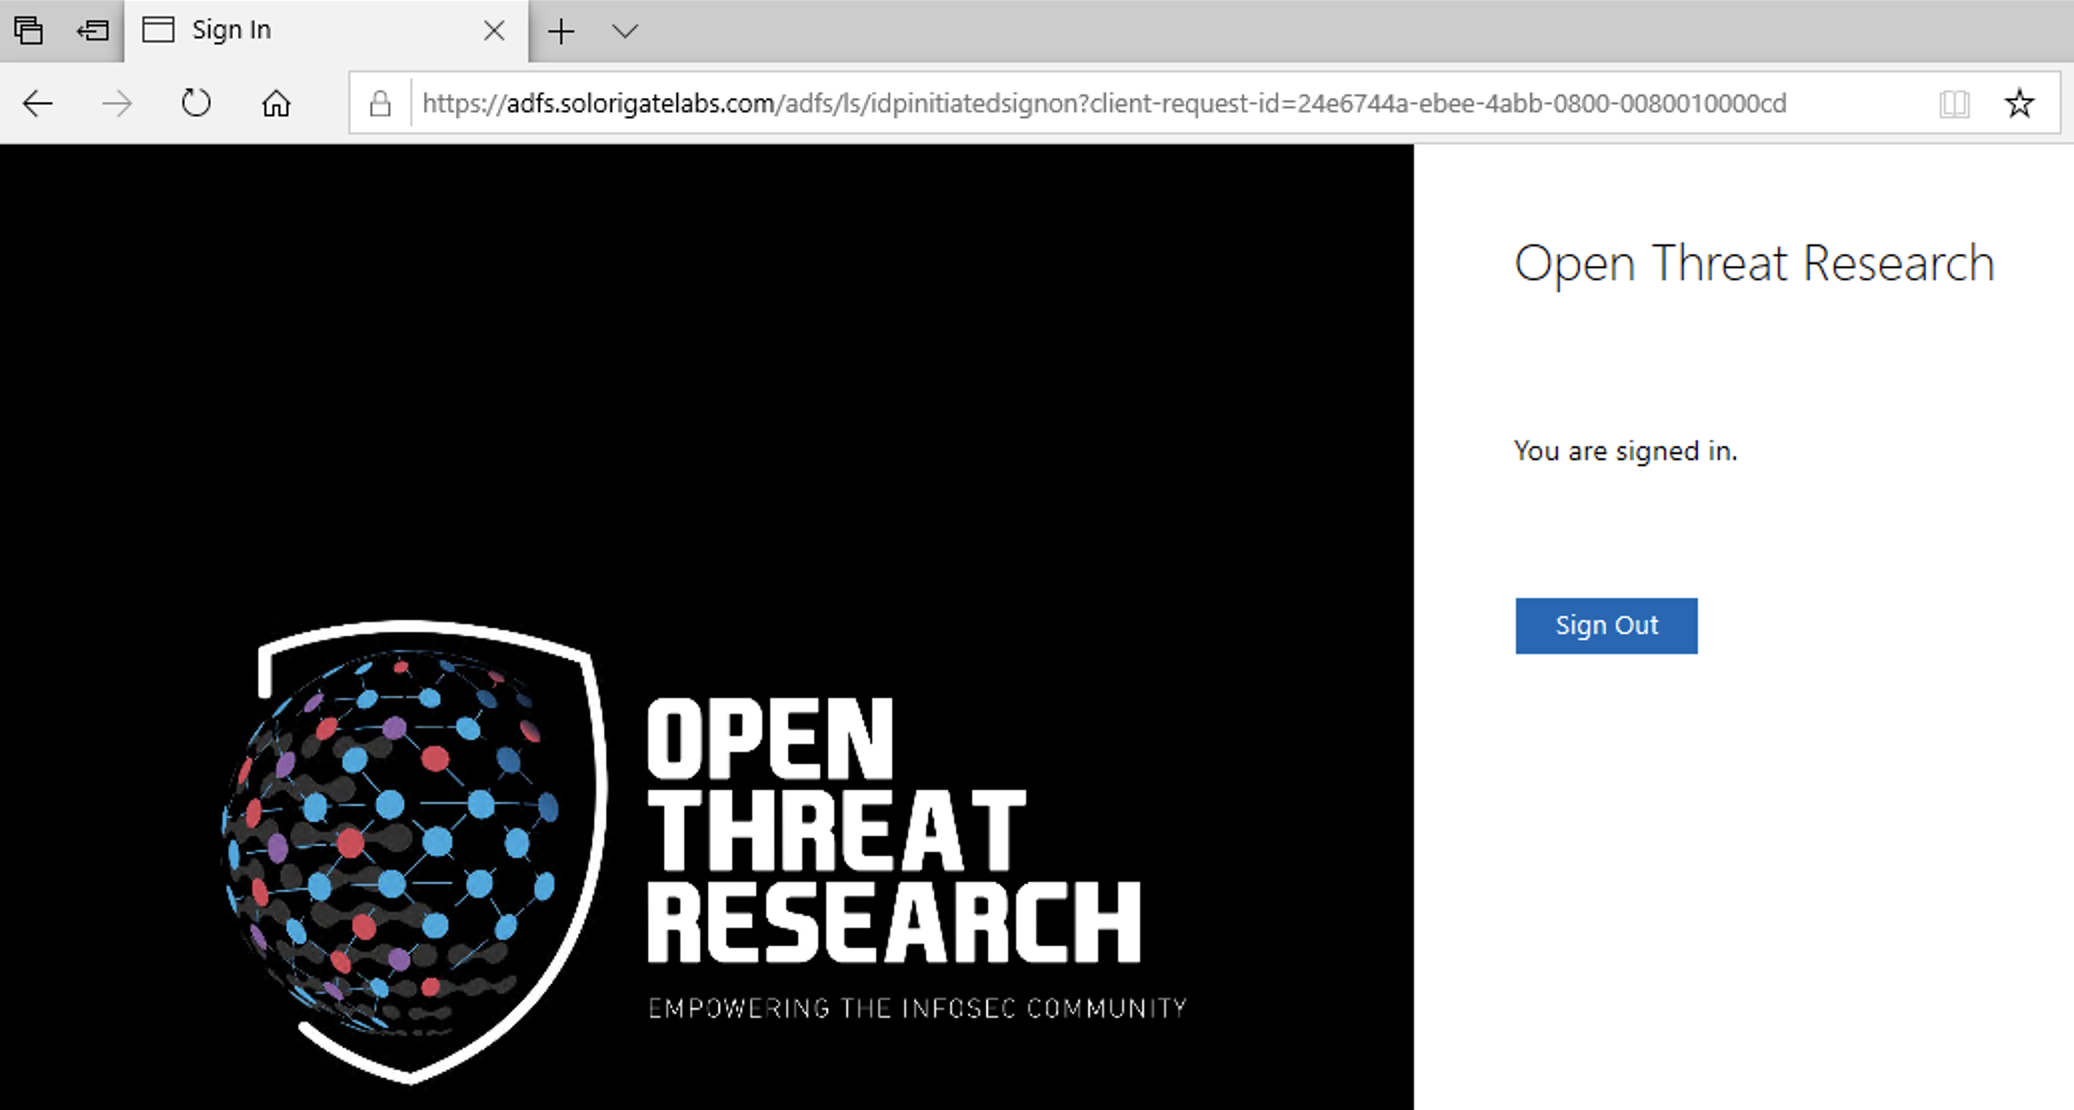 Sign In
https://adfs.solorigatelabs.com/adfs/ls/idpinitiatedsignon?client-request-id=24e6744a-ebee-4abb-0800-0080010000cd
Open Threat Research
You are signed in.
Sign Out
OPEN
THREAT
RESEARCH
EMPOWERING THE INFOSEC COMMUNITY